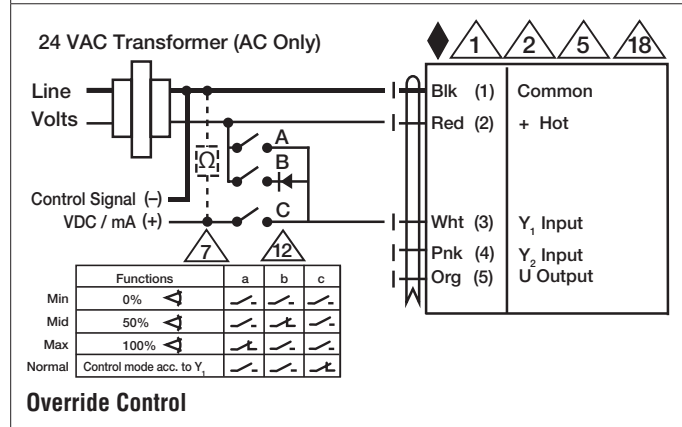 24 VAC Transformer (AC Only)
1 2 5 18
Line
Volts
Blk (1) Common
Red (2) + Hot
A
Ω
B
Control Signal (–)
VDC / mA (+)
C
Wht (3) Y₁ Input
7 12
Pnk (4) Y₂ Input
Org (5) U Output
Functions a b c
Min 0%
Mid 50%
Max 100%
Normal Control mode acc. to Y₁
Override Control